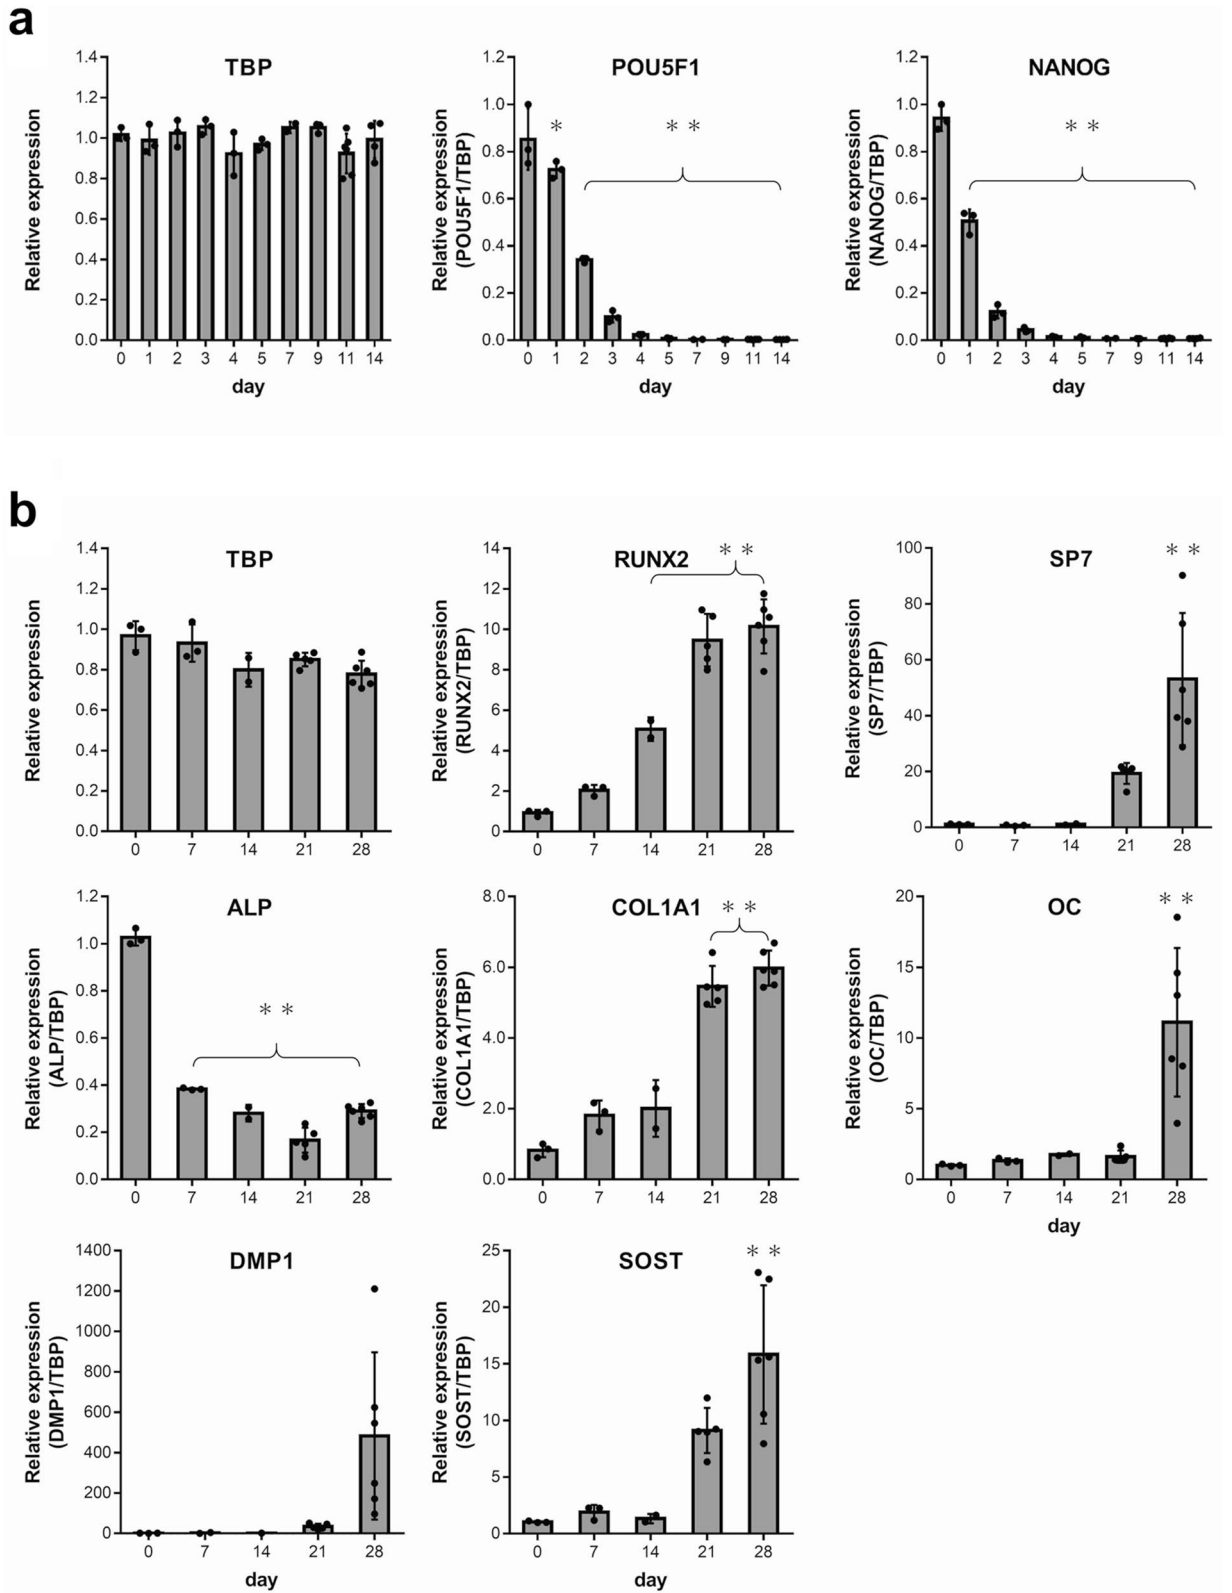 a
TBP
Relative expression
1.4
1.2
1.0
0.8
0.6
0.4
0.2
0.0
0 1 2 3 4 5 7 9 11 14
day
POU5F1
Relative expression
(POU5F1/TBP)
1.2
1.0
0.8
0.6
0.4
0.2
0.0
*
* *
0 1 2 3 4 5 7 9 11 14
day
NANOG
Relative expression
(NANOG/TBP)
1.2
1.0
0.8
0.6
0.4
0.2
0.0
* *
0 1 2 3 4 5 7 9 11 14
day
b
TBP
Relative expression
1.4
1.2
1.0
0.8
0.6
0.4
0.2
0.0
0 7 14 21 28
RUNX2
* *
Relative expression
(RUNX2/TBP)
14
12
10
8
6
4
2
0
0 7 14 21 28
SP7
* *
Relative expression
(SP7/TBP)
100
80
60
40
20
0
0 7 14 21 28
ALP
* *
Relative expression
(ALP/TBP)
1.2
1.0
0.8
0.6
0.4
0.2
0.0
0 7 14 21 28
COL1A1
* *
Relative expression
(COL1A1/TBP)
8.0
6.0
4.0
2.0
0.0
0 7 14 21 28
OC
* *
Relative expression
(OC/TBP)
20
15
10
5
0
0 7 14 21 28
day
DMP1
Relative expression
(DMP1/TBP)
1400
1200
1000
800
600
400
200
0
0 7 14 21 28
day
SOST
* *
Relative expression
(SOST/TBP)
25
20
15
10
5
0
0 7 14 21 28
day